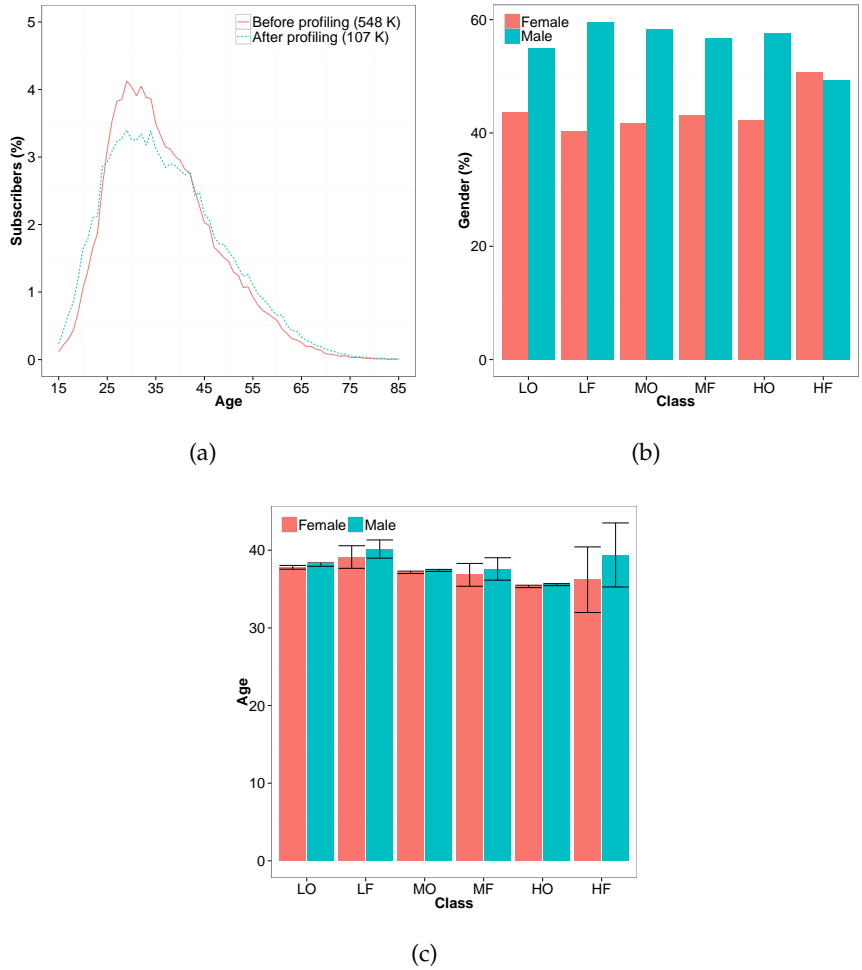 Before profiling (548 K)
After profiling (107 K)
5
4
3
2
1
0
Subscribers (%)
15 25 35 45 55 65 75 85
Age
(a)
Female
Male
60
40
20
0
Gender (%)
LO LF MO MF HO HF
Class
(b)
Female Male
40
30
20
10
0
Age
LO LF MO MF HO HF
Class
(c)